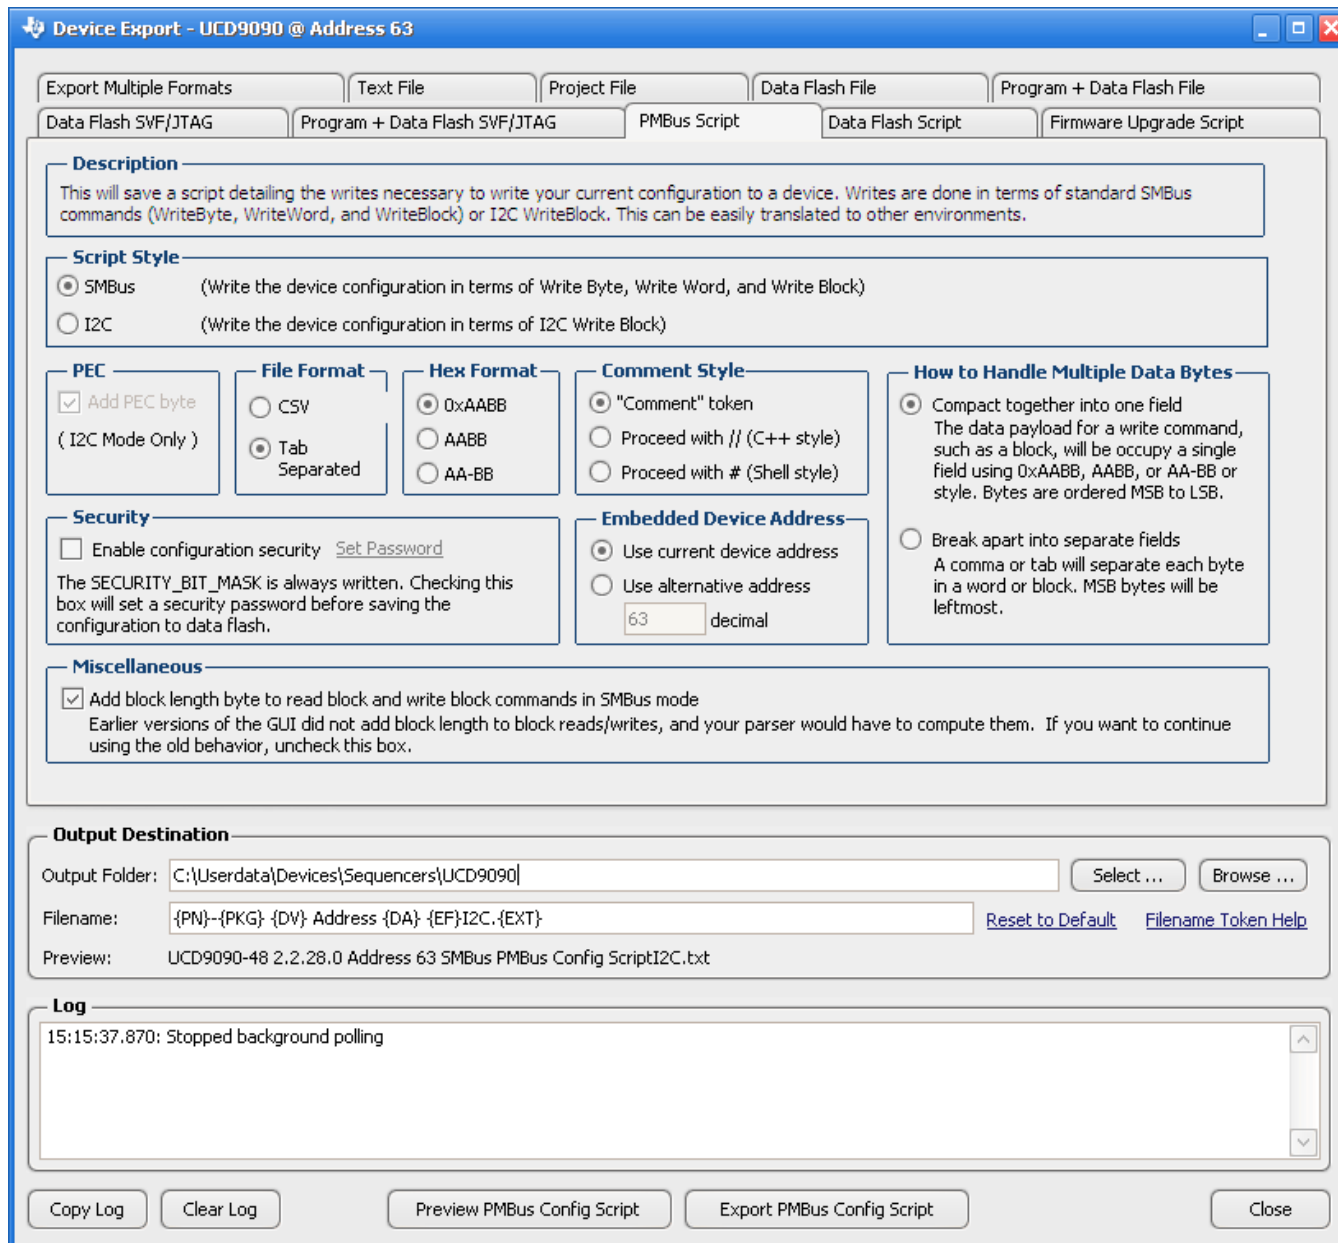 Device Export - UCD9090 @ Address 63
Export Multiple Formats
Text File
Project File
Data Flash File
Program + Data Flash File
Data Flash SVF/JTAG
Program + Data Flash SVF/JTAG
PMBus Script
Data Flash Script
Firmware Upgrade Script
Description
This will save a script detailing the writes necessary to write your current configuration to a device. Writes are done in terms of standard SMBus
commands (WriteByte, WriteWord, and WriteBlock) or I2C WriteBlock. This can be easily translated to other environments.
Script Style
SMBus (Write the device configuration in terms of Write Byte, Write Word, and Write Block)
I2C (Write the device configuration in terms of I2C Write Block)
PEC
Add PEC byte
( I2C Mode Only )
File Format
CSV
Tab
Separated
Hex Format
0xAABB
AABB
AA-BB
Comment Style
"Comment" token
Proceed with // (C++ style)
Proceed with # (Shell style)
How to Handle Multiple Data Bytes
Compact together into one field
The data payload for a write command,
such as a block, will be occupy a single
field using 0xAABB, AABB, or AA-BB or
style. Bytes are ordered MSB to LSB.
Break apart into separate fields
A comma or tab will separate each byte
in a word or block. MSB bytes will be
leftmost.
Security
Enable configuration security Set Password
The SECURITY_BIT_MASK is always written. Checking this
box will set a security password before saving the
configuration to data flash.
Embedded Device Address
Use current device address
Use alternative address
63 decimal
Miscellaneous
Add block length byte to read block and write block commands in SMBus mode
Earlier versions of the GUI did not add block length to block reads/writes, and your parser would have to compute them. If you want to continue
using the old behavior, uncheck this box.
Output Destination
Output Folder: C:\Userdata\Devices\Sequencers\UCD9090
Select ...
Browse ...
Filename: {PN}-{PKG} {DV} Address {DA} {EF}I2C.{EXT}
Reset to Default
Filename Token Help
Preview: UCD9090-48 2.2.28.0 Address 63 SMBus PMBus Config ScriptI2C.txt
Log
15:15:37.870: Stopped background polling
Copy Log
Clear Log
Preview PMBus Config Script
Export PMBus Config Script
Close